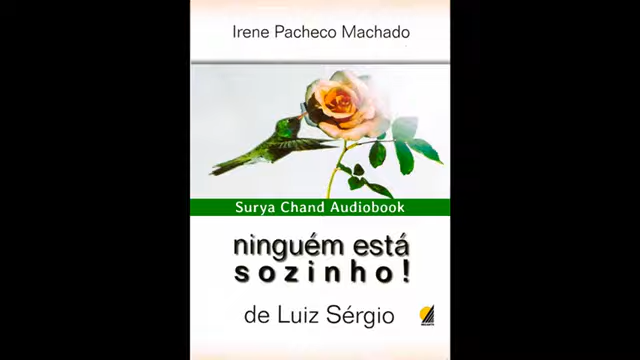 Irene Pacheco Machado
Surya Chand Audiobook
ninguém está
sozinho!
de Luiz Sérgio